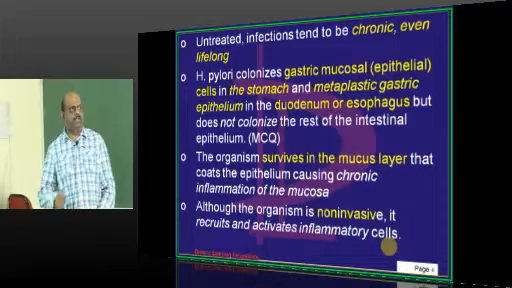 Untreated, infections tend to be chronic, even
lifelong
H. pylori colonizes gastric mucosal (epithelial)
cells in the stomach and metaplastic gastric
epithelium in the duodenum or esophagus but
does not colonize the rest of the intestinal
epithelium. (MCQ)
The organism survives in the mucus layer that
coats the epithelium causing chronic
inflammation of the mucosa
Although the organism is noninvasive, it
recruits and activates inflammatory cells.
Page